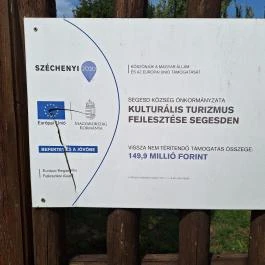 SZÉCHENYI 2020
KÖSZÖNJÜK A MAGYAR ÁLLAM
ÉS AZ EURÓPAI UNIÓ TÁMOGATÁSÁT!
SEGESD KÖZSÉG ÖNKORMÁNYZATA
KULTURÁLIS TURIZMUS
FEJLESZTÉSE SEGESDEN
Európai Unió
MAGYARORSZÁG
KORMÁNYA
BEFEKTETÉS A JÖVŐBE
VISSZA NEM TÉRÍTENDŐ TÁMOGATÁS ÖSSZEGE:
149,9 MILLIÓ FORINT
Európai Regionális
Fejlesztési Alap